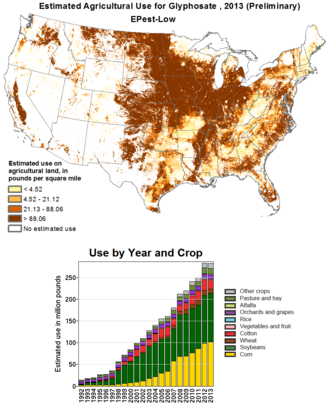 Estimated Agricultural Use for Glyphosate , 2013 (Preliminary)
EPest-Low
Estimated use on
agricultural land, in
pounds per square mile
< 4.52
4.52 - 21.12
21.13 - 88.06
> 88.06
No estimated use
Use by Year and Crop
Estimated use in million pounds
250
200
150
100
50
0
1992
1993
1994
1995
1996
1997
1998
1999
2000
2001
2002
2003
2004
2005
2006
2007
2008
2009
2010
2011
2012
2013
Other crops
Pasture and hay
Alfalfa
Orchards and grapes
Rice
Vegetables and fruit
Cotton
Wheat
Soybeans
Corn